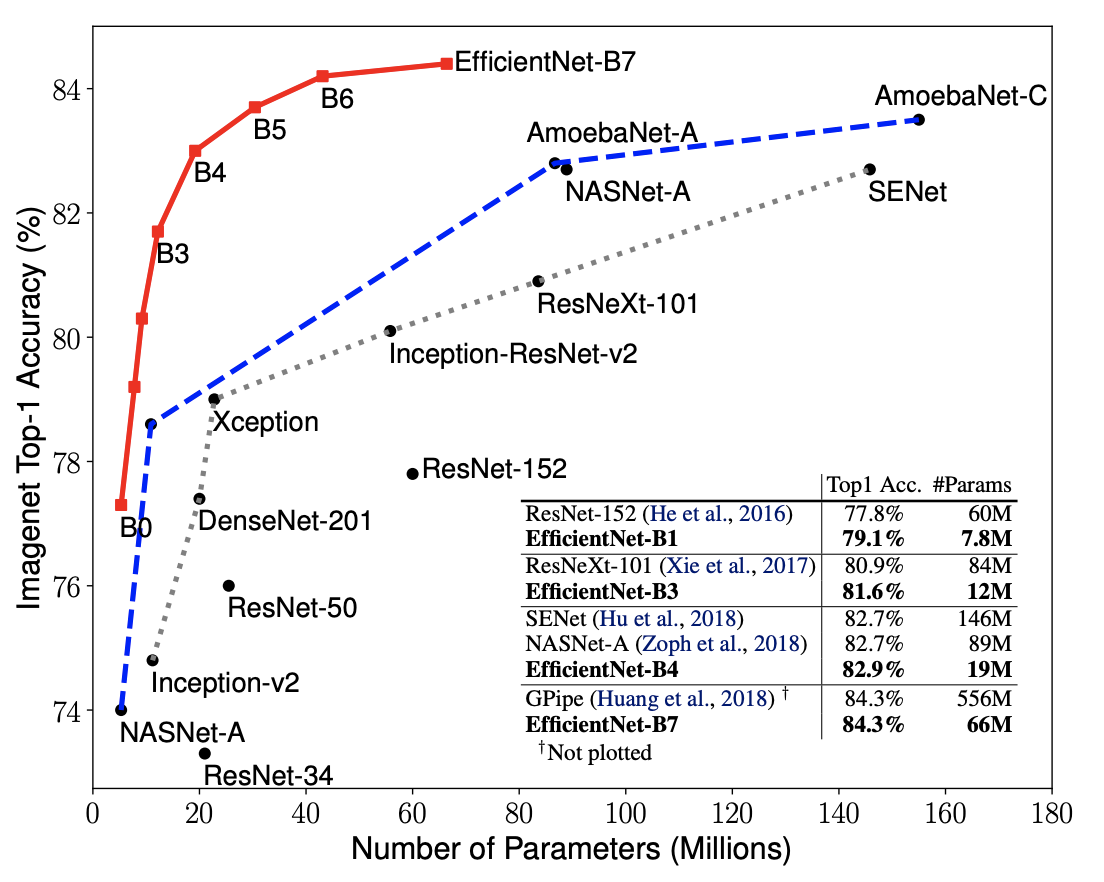 EfficientNet-B7
84
AmoebaNet-C
B6
B5
AmoebaNet-A
B4
NASNet-A
SENet
82
B3
ResNeXt-101
80
Inception-ResNet-v2
Xception
78
ResNet-152
B0
DenseNet-201
76
ResNet-50
Inception-v2
74
NASNet-A
ResNet-34
Imagenet Top-1 Accuracy (%)
Top1 Acc. #Params
ResNet-152 (He et al., 2016) 77.8% 60M
EfficientNet-B1 79.1% 7.8M
ResNeXt-101 (Xie et al., 2017) 80.9% 84M
EfficientNet-B3 81.6% 12M
SENet (Hu et al., 2018) 82.7% 146M
NASNet-A (Zoph et al., 2018) 82.7% 89M
EfficientNet-B4 82.9% 19M
GPipe (Huang et al., 2018) † 84.3% 556M
EfficientNet-B7 84.3% 66M
†Not plotted
0 20 40 60 80 100 120 140 160 180
Number of Parameters (Millions)